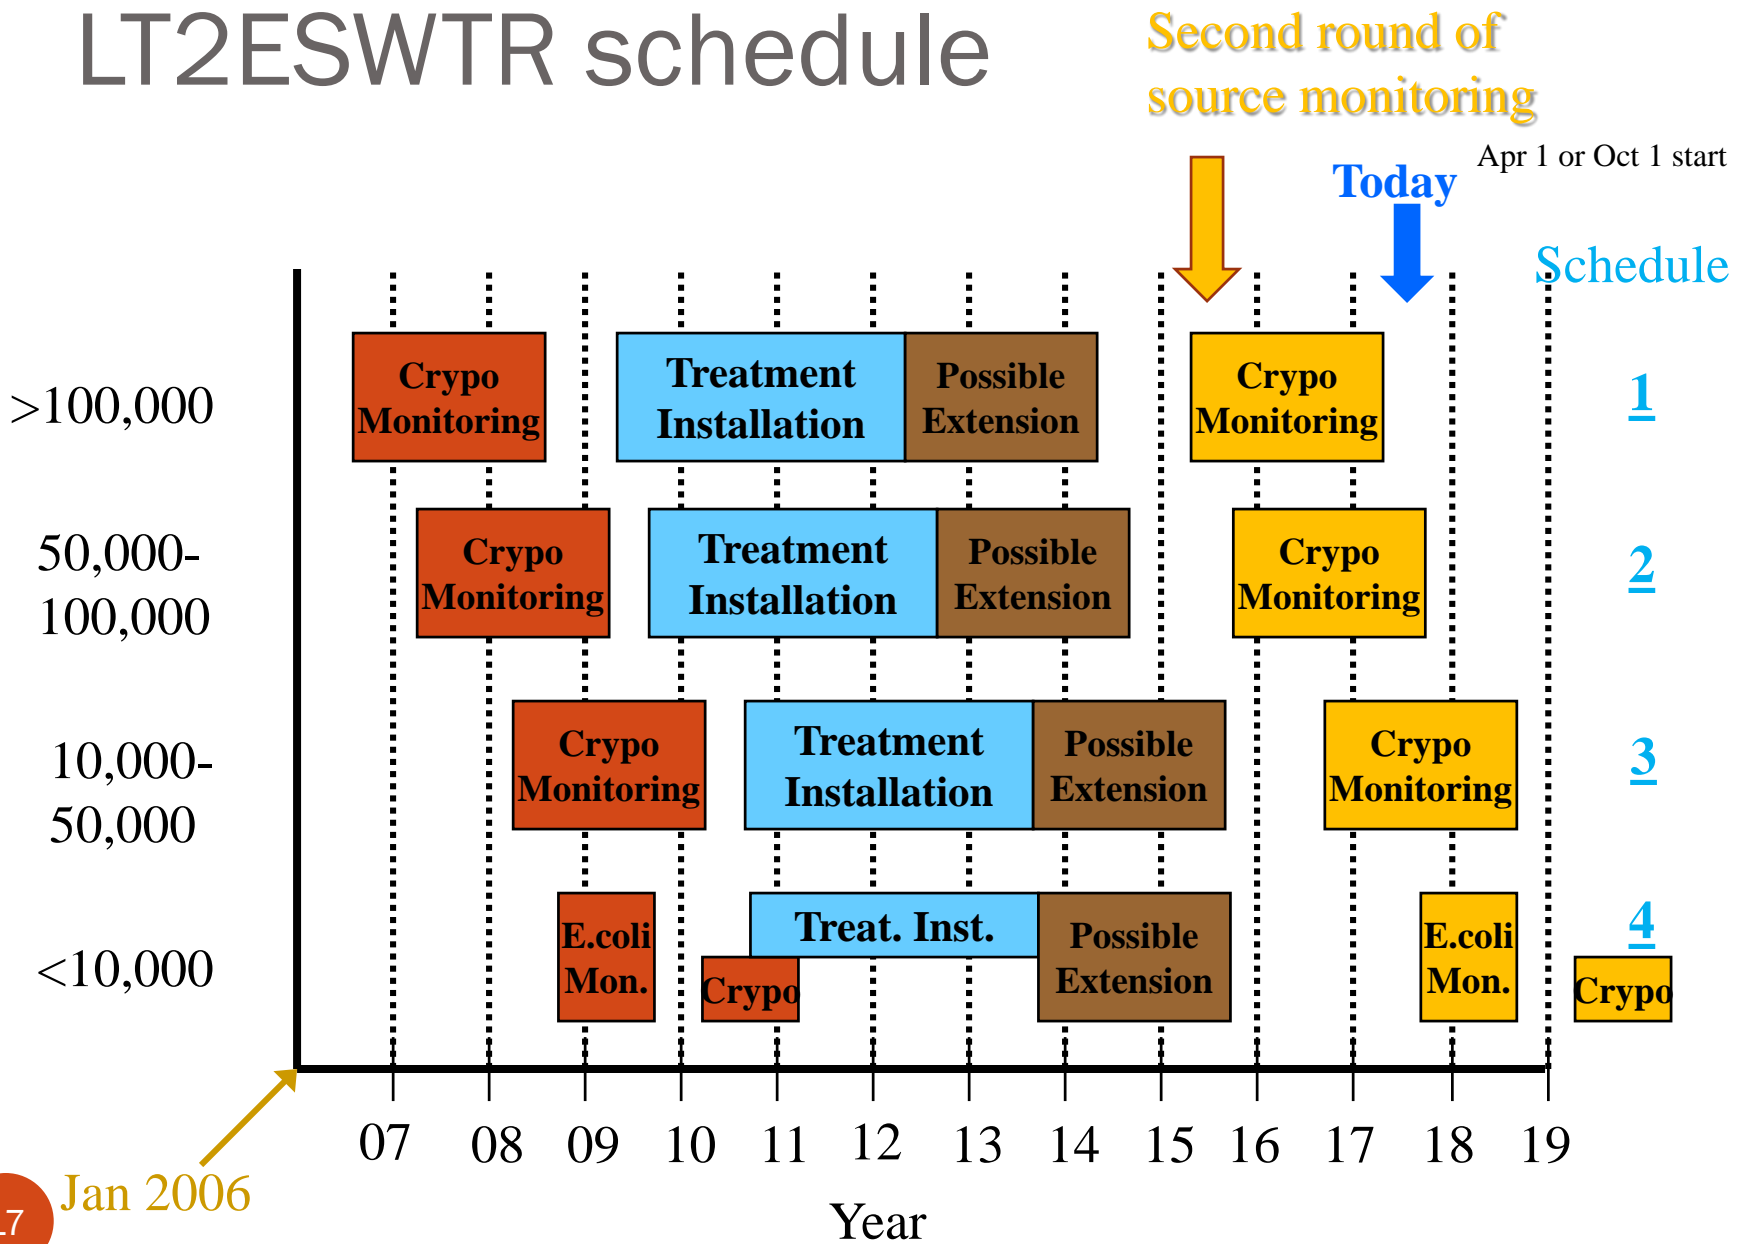 LT2ESWTR schedule
Second round of
source monitoring
Apr 1 or Oct 1 start
Today
Schedule
>100,000
Crypo
Monitoring
Treatment
Installation
Possible
Extension
Crypo
Monitoring
1
50,000-
100,000
Crypo
Monitoring
Treatment
Installation
Possible
Extension
Crypo
Monitoring
2
10,000-
50,000
Crypo
Monitoring
Treatment
Installation
Possible
Extension
Crypo
Monitoring
3
<10,000
E.coli
Mon.
Crypo
Treat. Inst.
Possible
Extension
E.coli
Mon.
4
Crypo
07 08 09 10 11 12 13 14 15 16 17 18 19
Jan 2006
Year